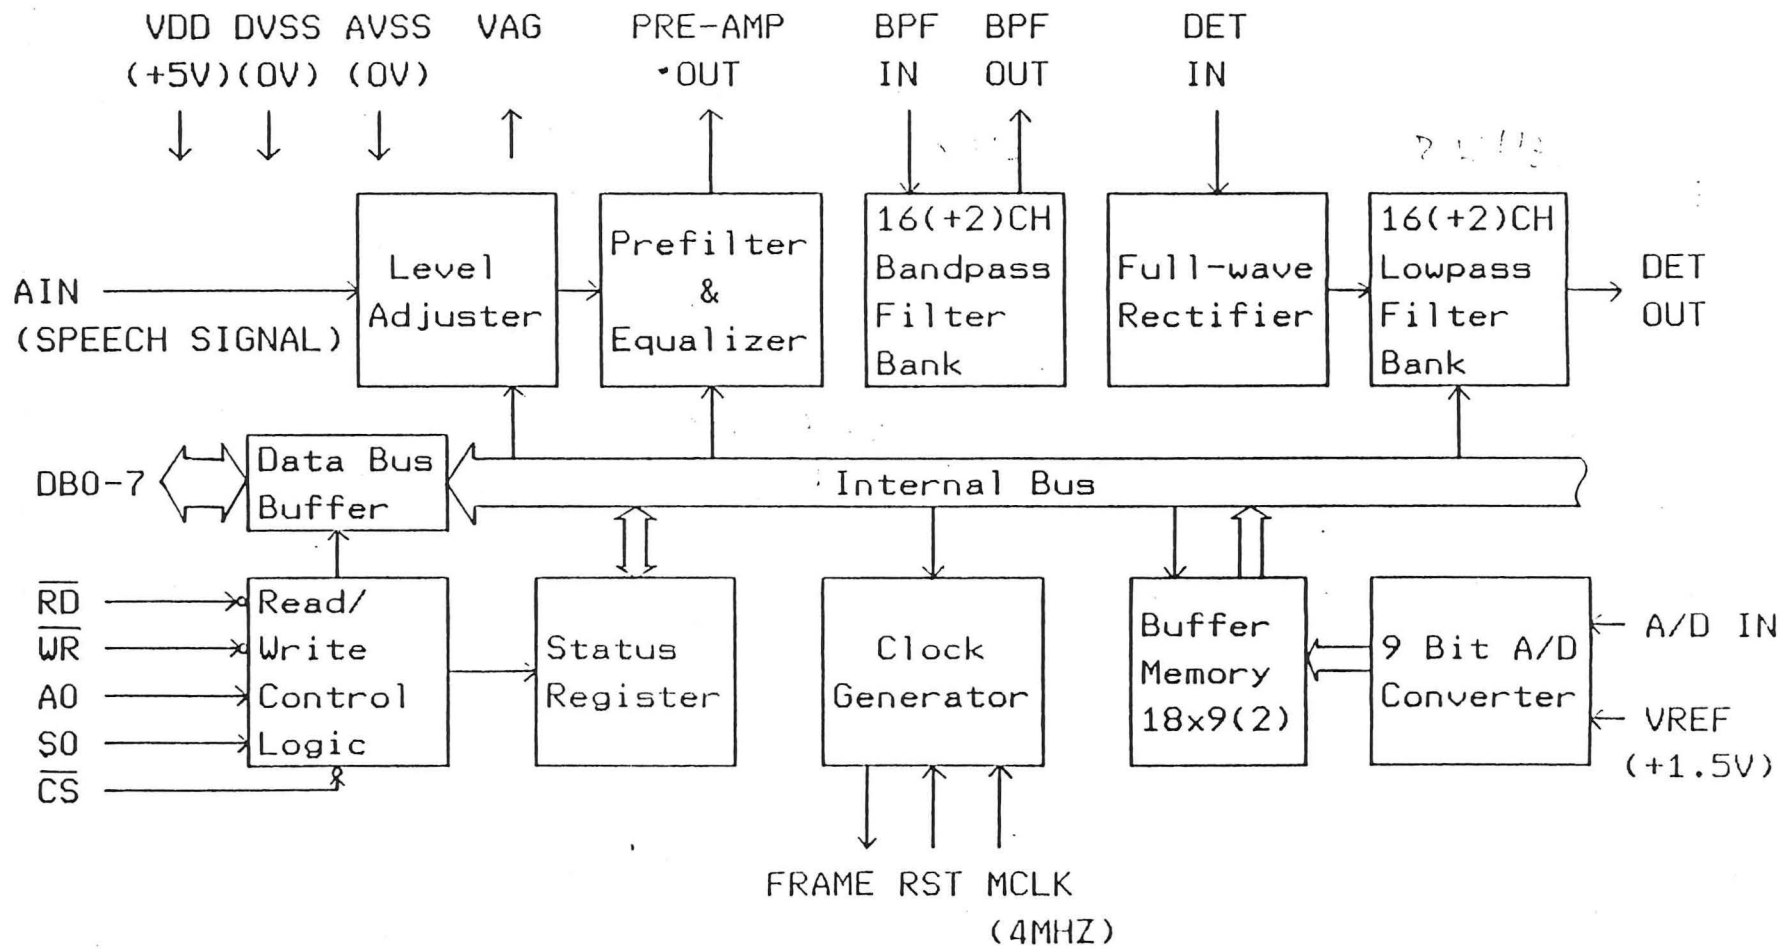 VDD DVSS AVSS VAG PRE-AMP BPF BPF DET
(+5V)(0V) (0V) OUT IN OUT IN
AIN
(SPEECH SIGNAL)
Level
Adjuster
Prefilter
&
Equalizer
16(+2)CH
Bandpass
Filter
Bank
Full-wave
Rectifier
16(+2)CH
Lowpass
Filter
Bank
DET
OUT
DB0-7
Data Bus
Buffer
Internal Bus
RD
WR
A0
S0
CS
Read/
Write
Control
Logic
Status
Register
Clock
Generator
Buffer
Memory
18x9(2)
9 Bit A/D
Converter
A/D IN
VREF
(+1.5V)
FRAME RST MCLK
(4MHZ)